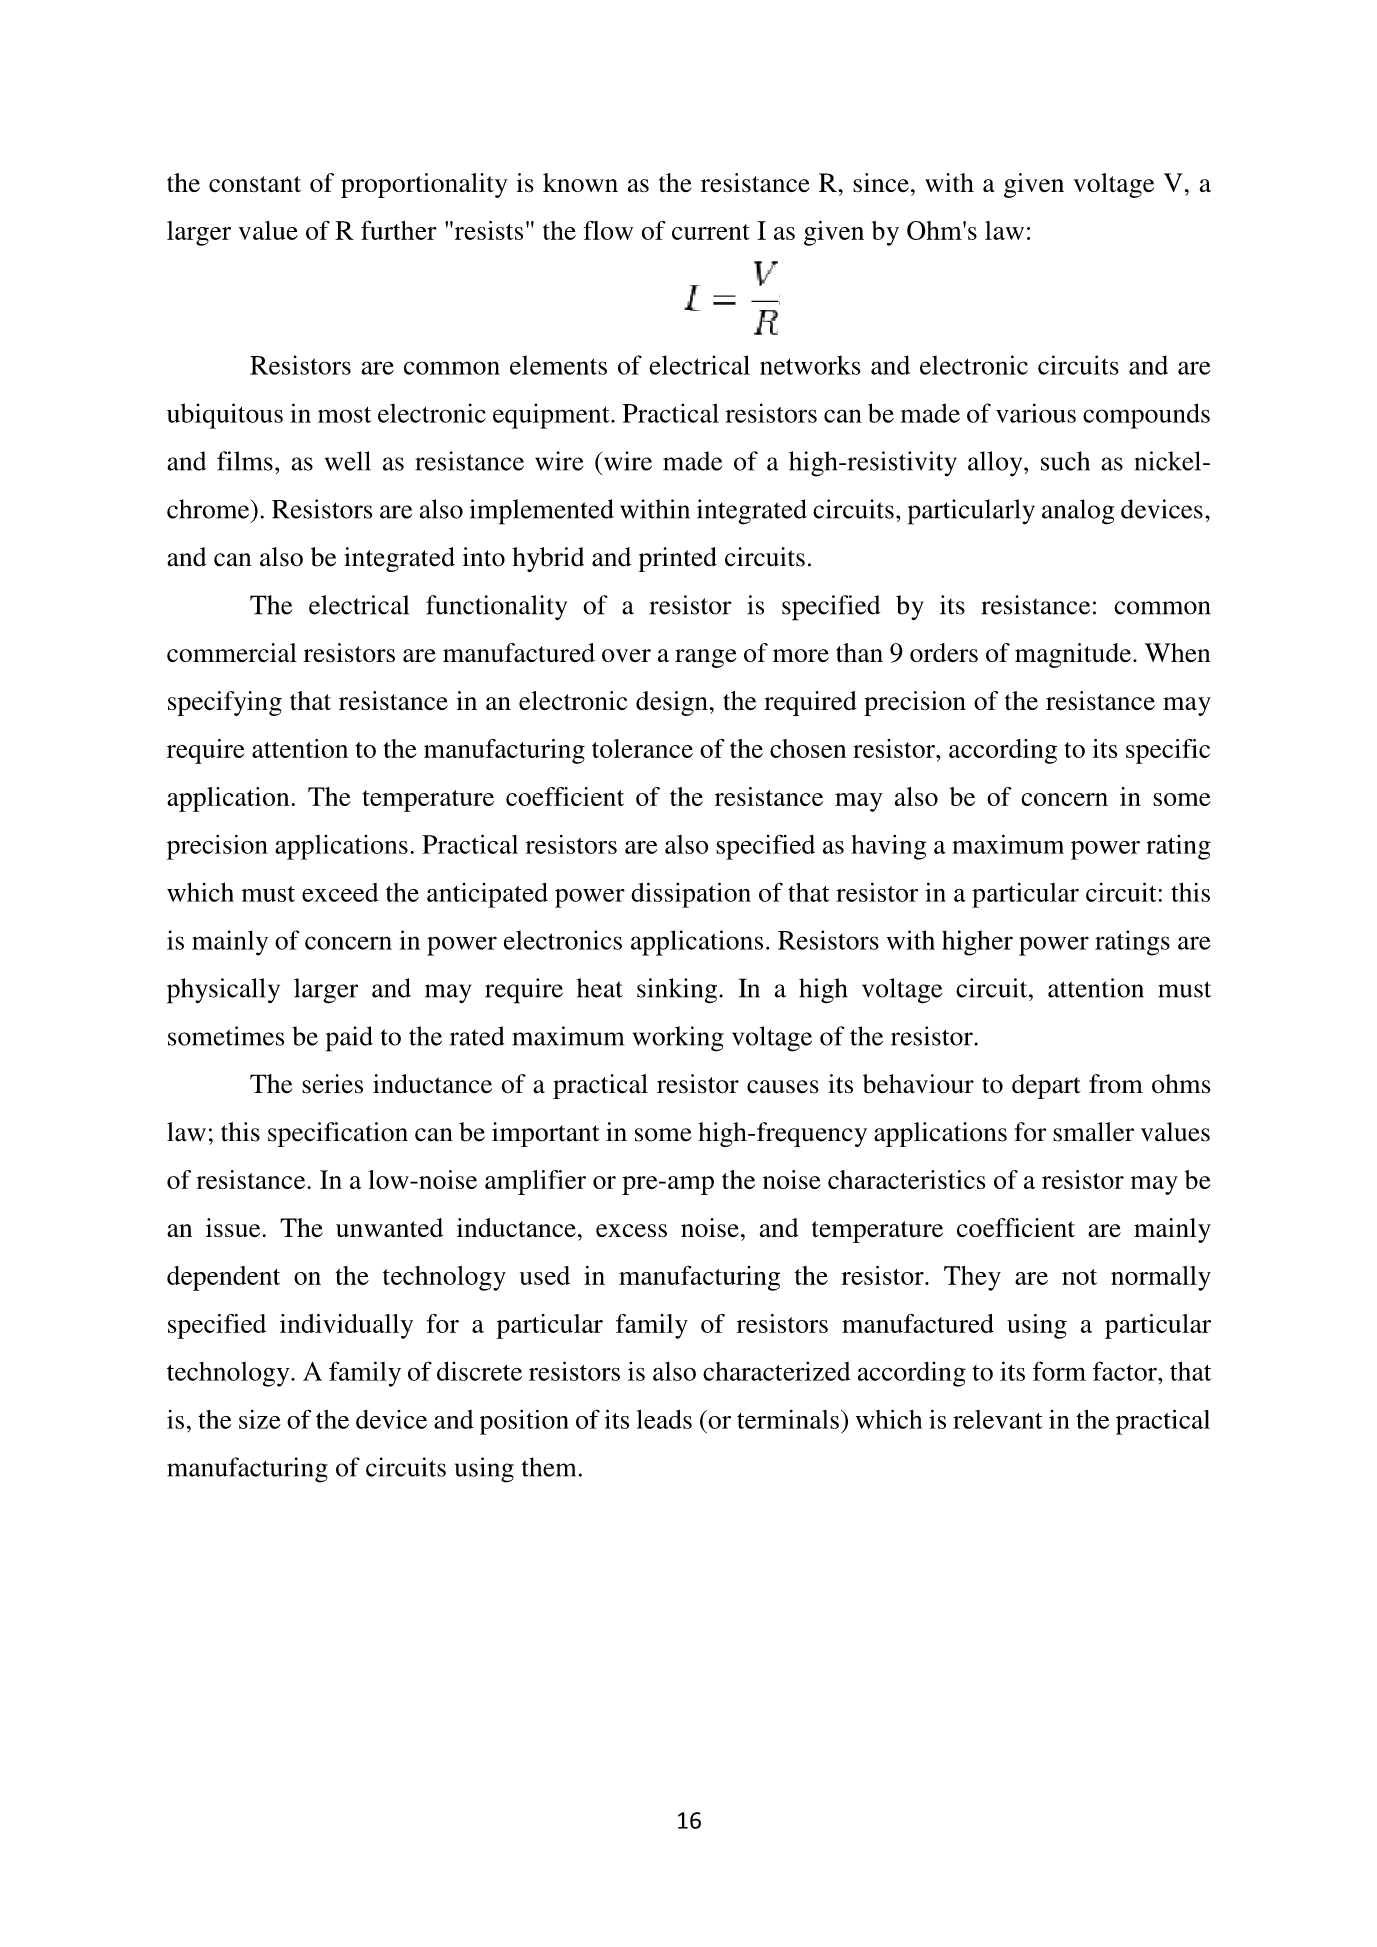 the constant of proportionality is known as the resistance R, since, with a given voltage V, a
larger value of R further "resists" the flow of current I as given by Ohm's law:
I = V/R
Resistors are common elements of electrical networks and electronic circuits and are
ubiquitous in most electronic equipment. Practical resistors can be made of various compounds
and films, as well as resistance wire (wire made of a high-resistivity alloy, such as nickel-
chrome). Resistors are also implemented within integrated circuits, particularly analog devices,
and can also be integrated into hybrid and printed circuits.
The electrical functionality of a resistor is specified by its resistance: common
commercial resistors are manufactured over a range of more than 9 orders of magnitude. When
specifying that resistance in an electronic design, the required precision of the resistance may
require attention to the manufacturing tolerance of the chosen resistor, according to its specific
application. The temperature coefficient of the resistance may also be of concern in some
precision applications. Practical resistors are also specified as having a maximum power rating
which must exceed the anticipated power dissipation of that resistor in a particular circuit: this
is mainly of concern in power electronics applications. Resistors with higher power ratings are
physically larger and may require heat sinking. In a high voltage circuit, attention must
sometimes be paid to the rated maximum working voltage of the resistor.
The series inductance of a practical resistor causes its behaviour to depart from ohms
law; this specification can be important in some high-frequency applications for smaller values
of resistance. In a low-noise amplifier or pre-amp the noise characteristics of a resistor may be
an issue. The unwanted inductance, excess noise, and temperature coefficient are mainly
dependent on the technology used in manufacturing the resistor. They are not normally
specified individually for a particular family of resistors manufactured using a particular
technology. A family of discrete resistors is also characterized according to its form factor, that
is, the size of the device and position of its leads (or terminals) which is relevant in the practical
manufacturing of circuits using them.
16